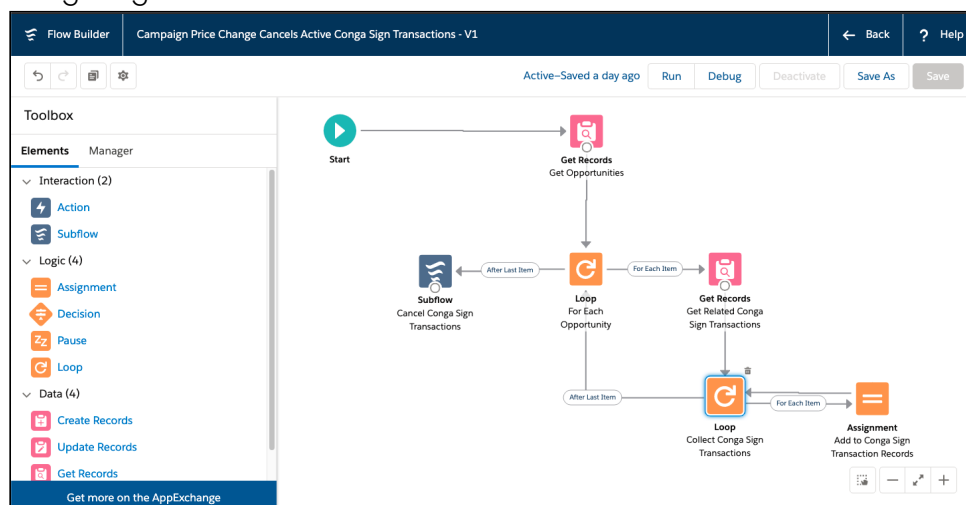 Flow Builder
Campaign Price Change Cancels Active Conga Sign Transactions - V1
← Back
? Help
Active–Saved a day ago
Run
Debug
Deactivate
Save As
Save
Toolbox
Elements
Manager
Interaction (2)
Action
Subflow
Logic (4)
Assignment
Decision
Pause
Loop
Data (4)
Create Records
Update Records
Get Records
Get more on the AppExchange
Start
Get Records
Get Opportunities
After Last Item
For Each Item
Subflow
Cancel Conga Sign
Transactions
Loop
For Each
Opportunity
Get Records
Get Related Conga
Sign Transactions
After Last Item
For Each Item
Loop
Collect Conga Sign
Transactions
Assignment
Add to Conga Sign
Transaction Records